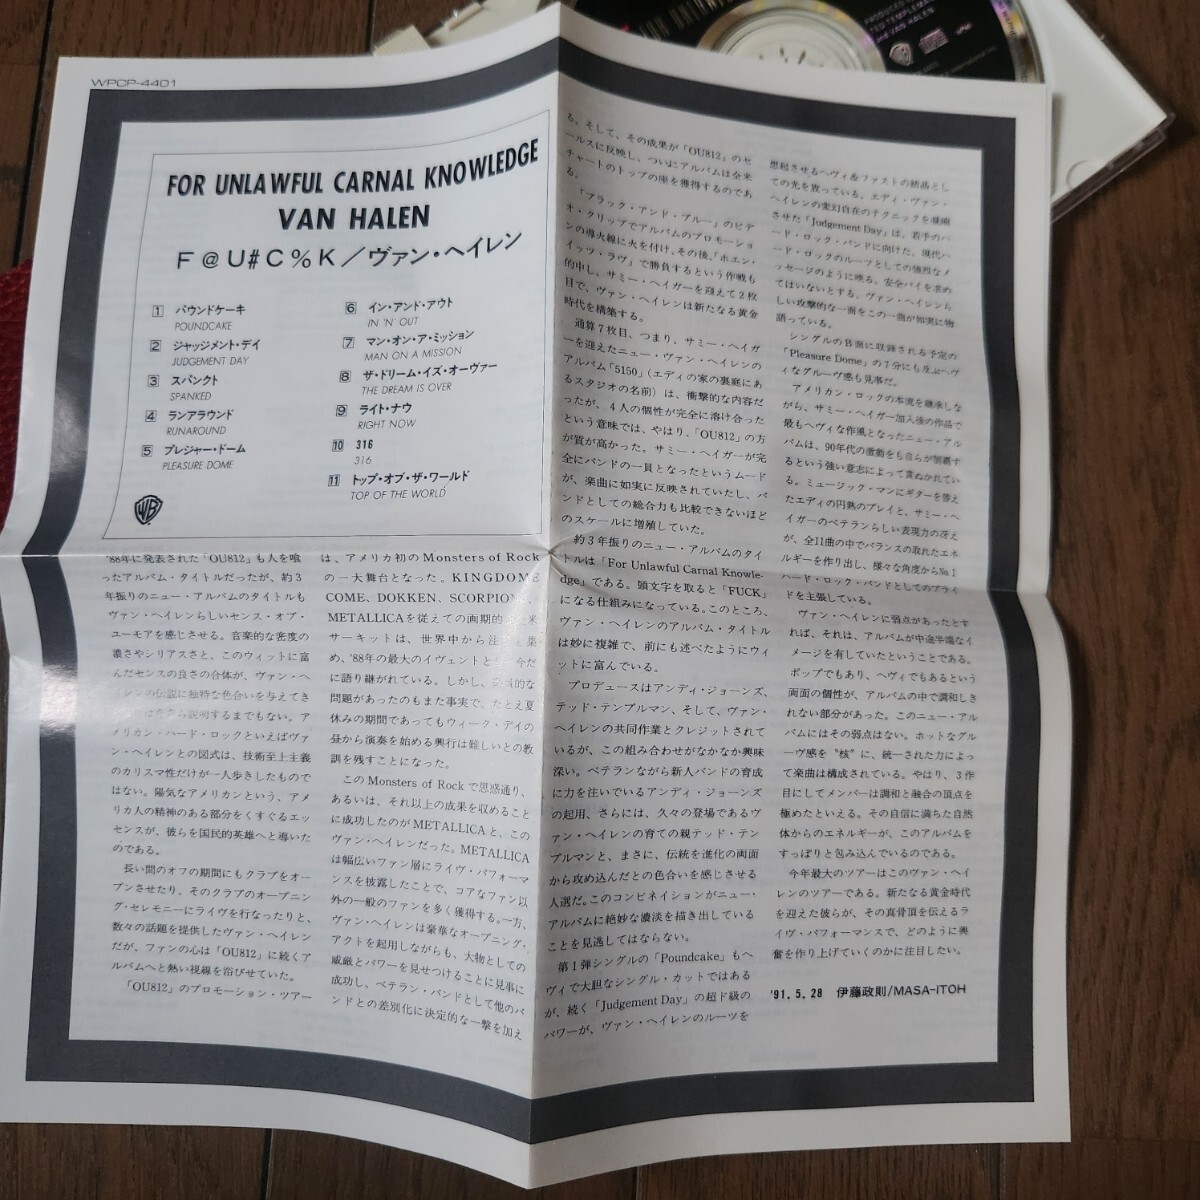 WPCP-4401
FOR UNLAWFUL CARNAL KNOWLEDGE
VAN HALEN
F@U#C%K/ヴァン・ヘイレン
1 パウンドケーキ
POUNDCAKE
2 ジャッジメント・デイ
JUDGEMENT DAY
3 スパンクト
SPANKED
4 ランアラウンド
RUNAROUND
5 プレジャー・ドーム
PLEASURE DOME
6 イン・アンド・アウト
IN 'N' OUT
7 マン・オン・ア・ミッション
MAN ON A MISSION
8 ザ・ドリーム・イズ・オーヴァー
THE DREAM IS OVER
9 ライト・ナウ
RIGHT NOW
10 316
316
11 トップ・オブ・ザ・ワールド
TOP OF THE WORLD
WB
'88年に発表された「OU812」も人を喰
ったアルバム・タイトルだったが、約3
年振りのニュー・アルバムのタイトルも
ヴァン・ヘイレンらしいセンス・オブ・
ユーモアを感じさせる。音楽的な密度の
濃さやシリアスさと、このウィットに富
んだセンスの良さの合体が、ヴァン・ヘ
イレンの伝説に独特な色合いを与えてき
説明するまでもない。ア
メリカン・ハード・ロックといえばヴァ
ン・ヘイレンとの図式は、技術至上主義
のカリスマ性だけが一人歩きしたもので
はない。陽気なアメリカンという、アメ
リカ人の精神のある部分をくすぐるエッ
センスが、彼らを国民的英雄へと導いた
のである。
長い間のオフの期間にもクラブをオー
プンさせたり、そのクラブのオープニン
グ・セレモニーにライヴを行なったりと、
数々の話題を提供したヴァン・ヘイレン
だが、ファンの心は「OU812」に続くア
ルバムへと熱い視線を浴びせていた。
「OU812」のプロモーション・ツアー
は、アメリカ初のMonsters of Rock
の一大舞台となった。KINGDOME
COME、DOKKEN、SCORPIONS、
METALLICAを従えての画期的 米
サーキットは、世界中から注 集
め、'88年の最大のイヴェントと 今だ
に語り継がれている。しかし、 的な
問題があったのもまた事実で、たとえ夏
休みの期間であってもウィーク・デイの
昼から演奏を始める興行は難しいとの教
訓を残すことになった。
このMonsters of Rockで思惑通り、
あるいは、それ以上の成果を収めること
に成功したのがMETALLICAと、この
ヴァン・ヘイレンだった。METALLICA
は幅広いファン層にライヴ・パフォーマ
ンスを披露したことで、コアなファン以
外の一般のファンを多く獲得する。一方、
ヴァン・ヘイレンは豪華なオープニング・
アクトを起用しながらも、大物としての
威厳とパワーを見せつけることに見事に
成功し、ベテラン・バンドとして他のバ
ンドとの差別化に決定的な一撃を加え
る。そして、その成果が「OU812」のセ
ールスに反映し、ついにアルバムは全米
チャートのトップの座を獲得するのであ
る。
「ブラック・アンド・ブルー」のビデ
オ・クリップでアルバムのプロモーショ
ンの導火線に火を付け、その後、「ホエン・
イッツ・ラヴ」で勝負するという作戦も
的中し、サミー・ヘイガーを迎えて2枚
目で、ヴァン・ヘイレンは新たなる黄金
時代を構築する。
通算7枚目、つまり、サミー・ヘイガ
ーを迎えたニュー・ヴァン・ヘイレンの
アルバム「5150」(エディの家の裏庭にあ
るスタジオの名前)は、衝撃的な内容だ
ったが、4人の個性が完全に溶け合った
という意味では、やはり、「OU812」の方
が質が高かった。サミー・ヘイガーが完
全にバンドの一員となったというムード
が、楽曲に如実に反映されていたし、バ
ンドとしての総合力も比較できないほど
のスケールに増殖していた。
約3年振りのニュー・アルバムのタイ
トルは「For Unlawful Carnal Knowle-
dge」である。頭文字を取ると「FUCK」
になる仕組みになっている。このところ、
ヴァン・ヘイレンのアルバム・タイトル
は妙に複雑で、前にも述べたようにウィ
ットに富んでいる。
プロデュースはアンディ・ジョーンズ、
テッド・テンプルマン、そして、ヴァン・
ヘイレンの共同作業とクレジットされて
いるが、この組み合わせがなかなか興味
深い。ベテランながら新人バンドの育成
に力を注いでいるアンディ・ジョーンズ
の起用、さらには、久々の登場であるヴ
ァン・ヘイレンの育ての親テッド・テン
プルマンと、まさに、伝統を進化の両面
から攻め込んだとの色合いを感じさせる
人選だ。このコンビネイションがニュー・
アルバムに絶妙な濃淡を描き出している
ことを見逃してはならない。
第1弾シングルの「Poundcake」もヘ
ヴィで大胆なシングル・カットではある
が、続く「Judgement Day」の超ド級の
パワーが、ヴァン・ヘイレンのルーツを
想起させるヘヴィ&ファストの結晶とし
ての光を放っている。エディ・ヴァン・
ヘイレンの変幻自在のテクニックを凝縮
させた「Judgement Day」は、若手のハ
ード・ロック・バンドに向けた、現代ハ
ード・ロックのルーツとしての強烈なメ
ッセージのように映る。安全パイを求め
てはいないとする。ヴァン・ヘイレンら
しい攻撃的な一面をこの一曲が如実に物
語っている。
シングルのB面に収録される予定の
「Pleasure Dome」の7分にも及ぶヘヴ
ィなグルーヴ感も見事だ。
アメリカン・ロックの本流を継承しな
がら、サミー・ヘイガー加入後の作品で
最もヘヴィな作風となったニュー・アル
バムは、90年代の激動をも自らが制覇す
るという強い意志によって貫ぬかれてい
る。ミュージック・マンにギターを替え
たエディの円熟のプレイと、サミー・ヘ
イガーのベテランらしい表現力の冴え
が、全11曲の中でバランスの取れたエネ
ルギーを作り出し、様々な角度からNo.1
ハード・ロック・バンドとしてのプライ
ドを主張している。
ヴァン・ヘイレンに弱点があったとす
れば、それは、アルバムが中途半端なイ
メージを有していたということである。
ポップでもあり、ヘヴィでもあるという
両面の個性が、アルバムの中で調和しき
れない部分があった。このニュー・アル
バムにはその弱点はない。ホットなグル
ーヴ感を〝核〟に、統一された力によっ
て楽曲は構成されている。やはり、3作
目にしてメンバーは調和と融合の頂点を
極めたといえる。その自信に満ちた自然
体からのエネルギーが、このアルバムを
すっぽりと包み込んでいるのである。
今年最大のツアーはこのヴァン・ヘイ
レンのツアーである。新たなる黄金時代
を迎えた彼らが、その真骨頂を伝えるラ
イヴ・パフォーマンスで、どのように興
奮を作り上げていくのかに注目したい。
'91.5.28 伊藤政則/MASA-ITOH